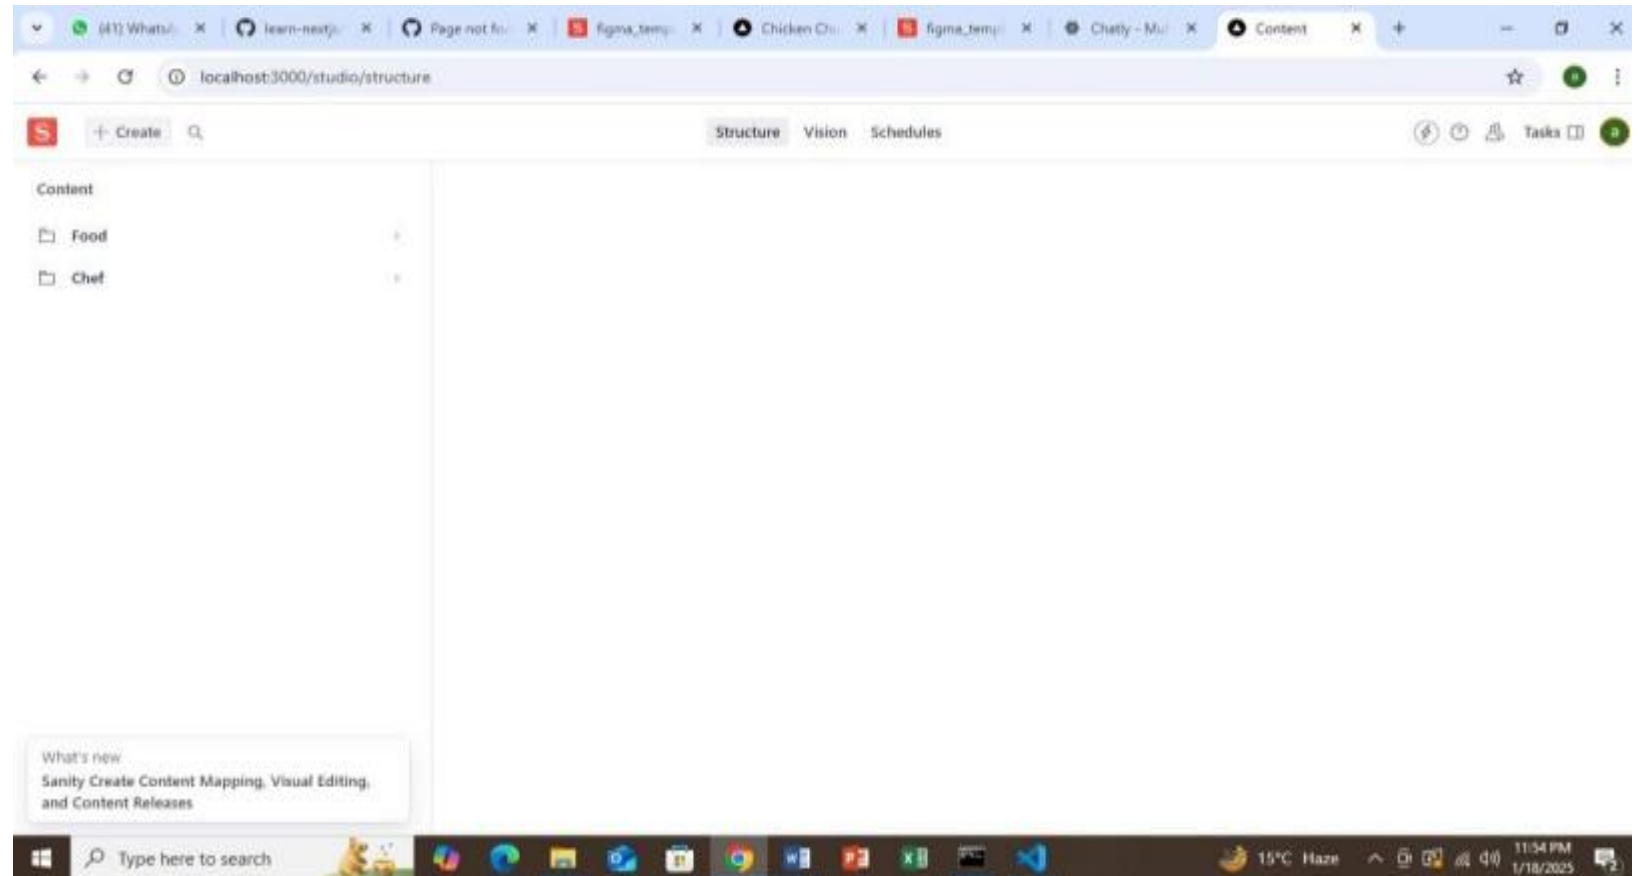 (41) WhatsA
learn-nextjs
Page not fo
figma_temp
Chicken Ch
figma_temp
Chatly - Mul
Content
localhost:3000/studio/structure
S
+ Create
Structure Vision Schedules
Tasks
a
Content
Food
Chef
What's new
Sanity Create Content Mapping, Visual Editing,
and Content Releases
Type here to search
15°C Haze
11:54 PM
1/18/2025
2